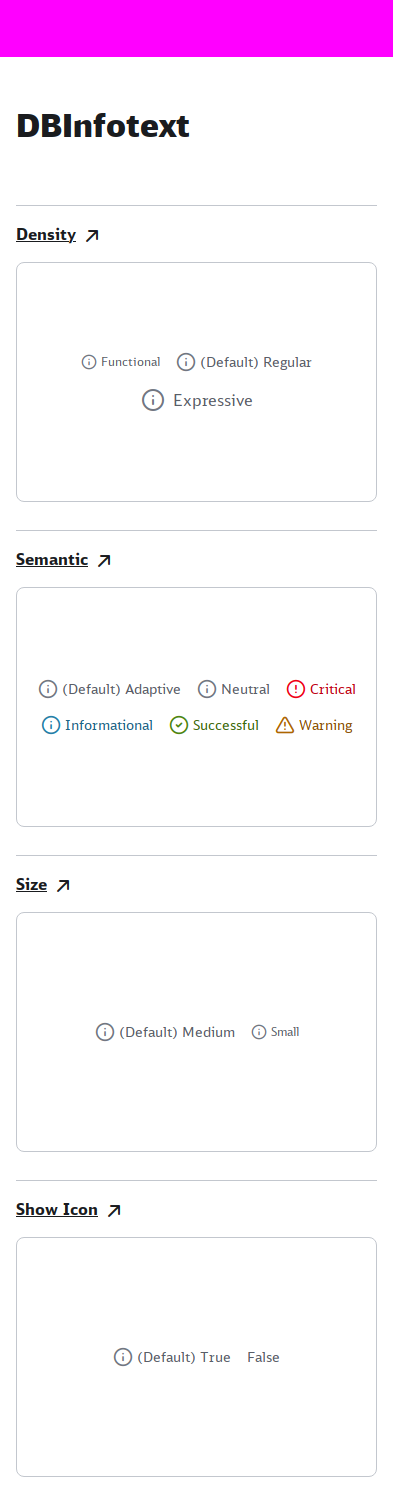 DBInfotext
Density
Functional (Default) Regular
Expressive
Semantic
(Default) Adaptive Neutral Critical
Informational Successful Warning
Size
(Default) Medium Small
Show Icon
(Default) True False